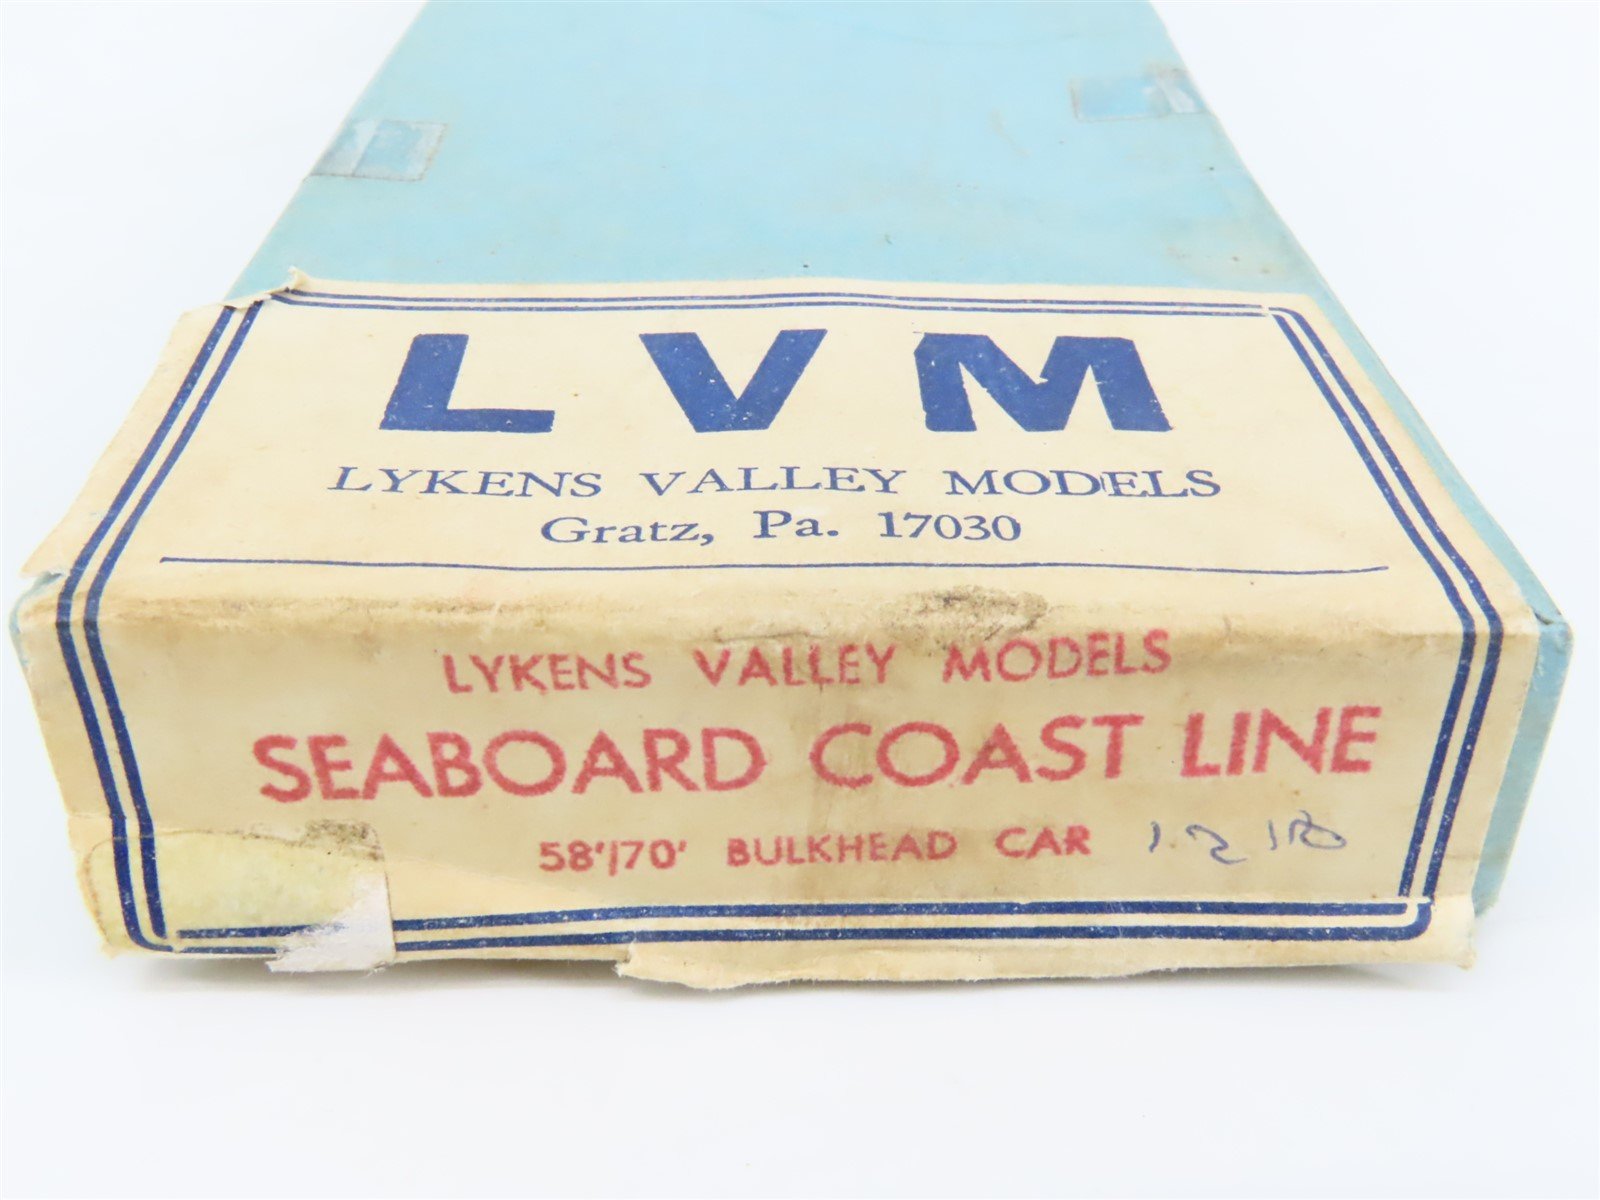 LVM
LYKENS VALLEY MODELS
Gratz, Pa. 17030
LYKENS VALLEY MODELS
SEABOARD COAST LINE
58'/70' BULKHEAD CAR